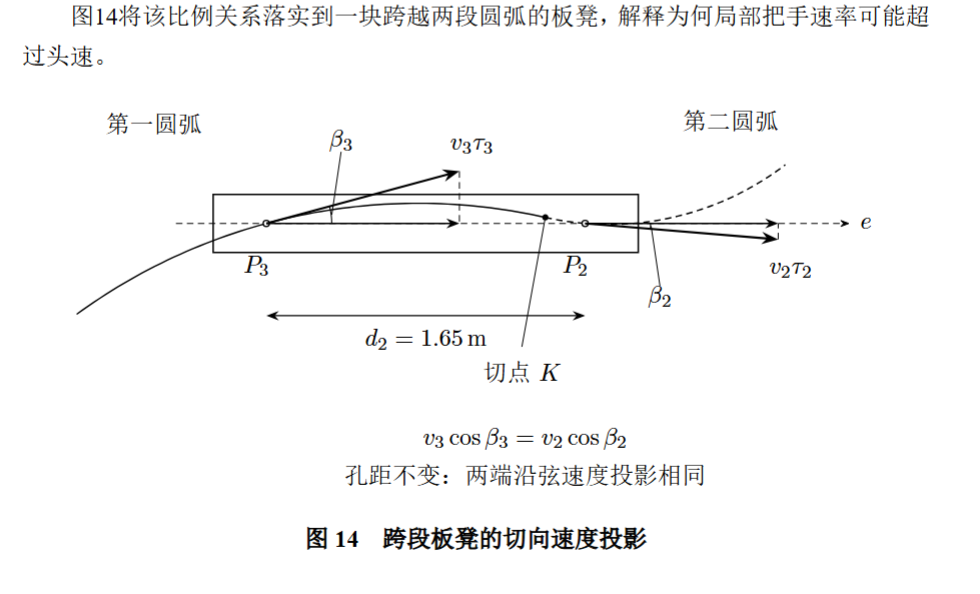 图14将该比例关系落实到一块跨越两段圆弧的板凳，解释为何局部把手速率可能超
过头速。
第一圆弧
第二圆弧
β₃
v₃τ₃
e
P₃
P₂
v₂τ₂
β₂
d₂ = 1.65 m
切点 K
v₃ cos β₃ = v₂ cos β₂
孔距不变：两端沿弦速度投影相同
图 14 跨段板凳的切向速度投影